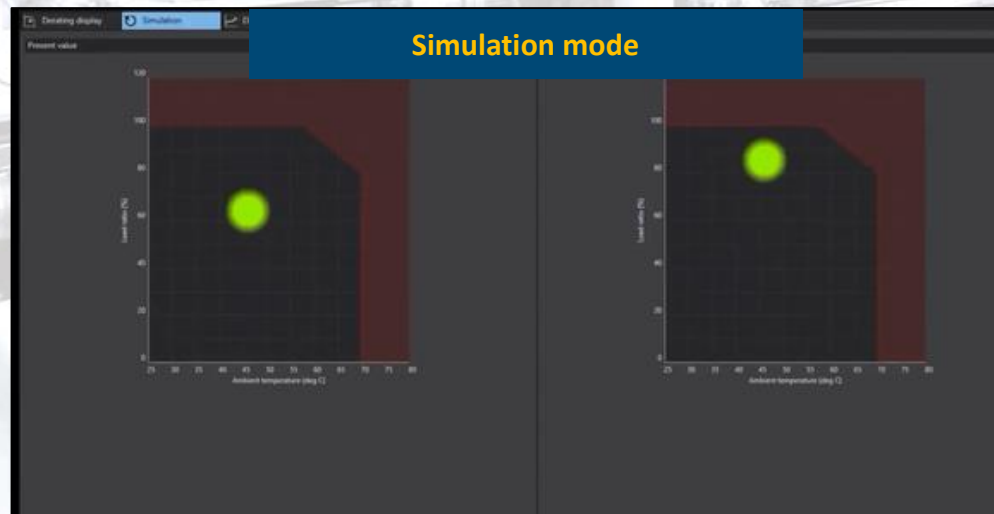 Derating display
Simulation
Simulation mode
Present value
120
100
80
60
40
20
0
Load ratio [%]
25 30 35 40 45 50 55 60 65 70 75 80
Ambient temperature [deg C]
100
80
60
40
20
0
Load ratio [%]
25 30 35 40 45 50 55 60 65 70 75 80
Ambient temperature [deg C]